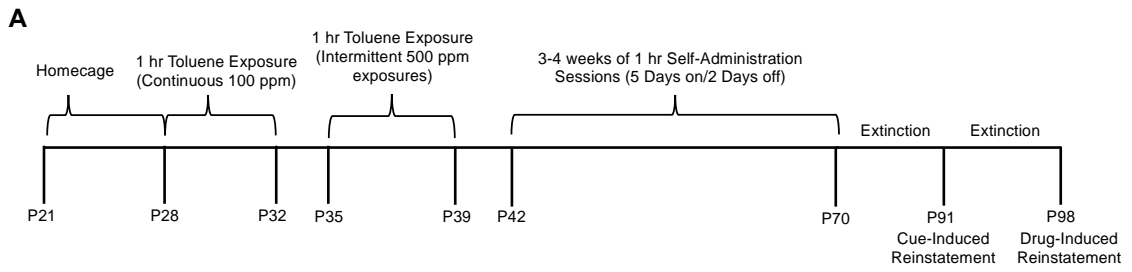 A
Homecage
1 hr Toluene Exposure
(Continuous 100 ppm)
1 hr Toluene Exposure
(Intermittent 500 ppm
exposures)
3-4 weeks of 1 hr Self-Administration
Sessions (5 Days on/2 Days off)
Extinction
Extinction
P21
P28
P32
P35
P39
P42
P70
P91
Cue-Induced
Reinstatement
P98
Drug-Induced
Reinstatement